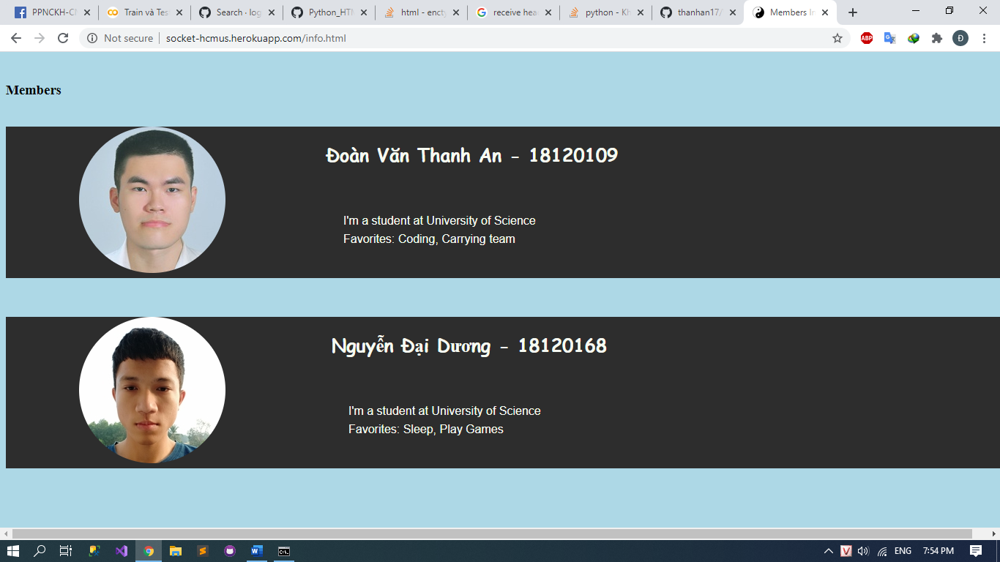 PPNCKH-C
Train và Tes
Search · log
Python_HT
html - encty
receive hea
python - Kh
thanhan17/
Members In
Not secure
socket-hcmus.herokuapp.com/info.html
ABP
Đ
Members
Đoàn Văn Thanh An - 18120109
I'm a student at University of Science
Favorites: Coding, Carrying team
Nguyễn Đại Dương - 18120168
I'm a student at University of Science
Favorites: Sleep, Play Games
V
ENG
7:54 PM